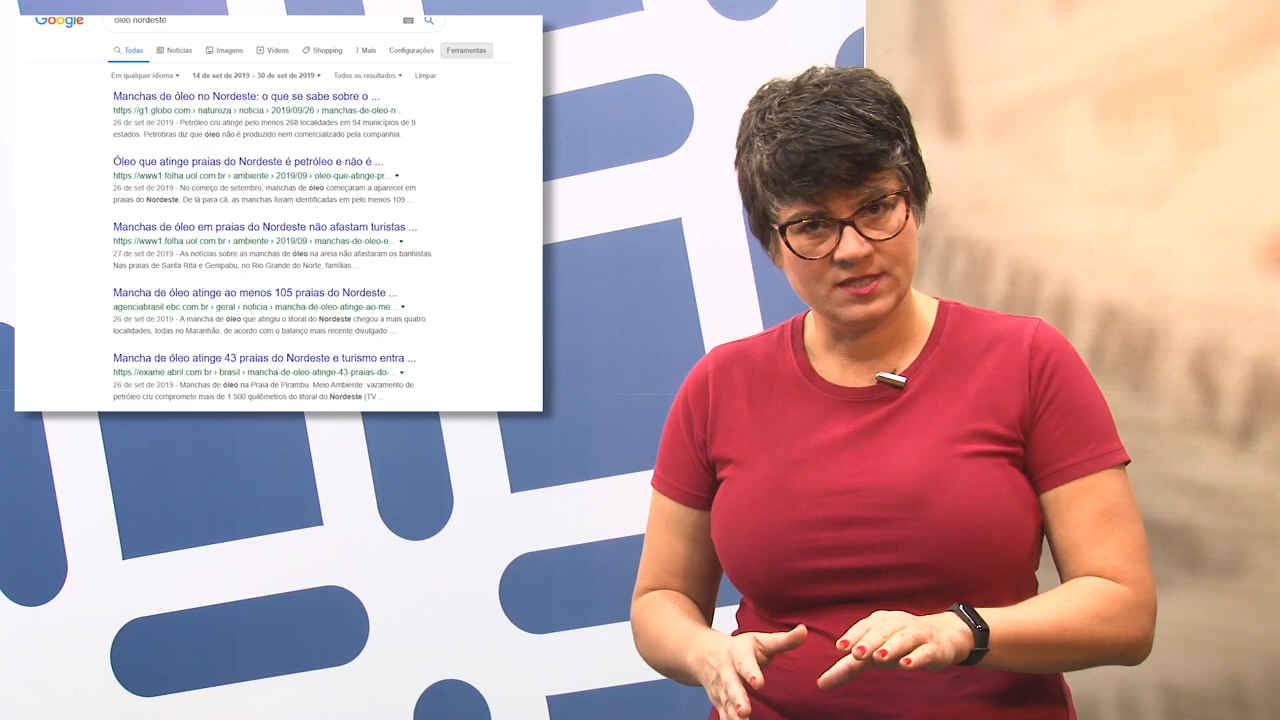 Google
óleo nordeste
Todas Notícias Imagens Vídeos Shopping Mais Configurações Ferramentas
Em qualquer idioma 14 de set de 2019 – 30 de set de 2019 Todos os resultados Limpar
Manchas de óleo no Nordeste: o que se sabe sobre o ...
https://g1.globo.com › natureza › noticia › 2019/09/26 › manchas-de-oleo-n...
26 de set de 2019 - Petróleo cru atinge pelo menos 268 localidades em 94 municípios de 9
estados. Petrobras diz que óleo não é produzido nem comercializado pela companhia.
Óleo que atinge praias do Nordeste é petróleo e não é ...
https://www1.folha.uol.com.br › ambiente › 2019/09 › oleo-que-atinge-pr...
26 de set de 2019 - No começo de setembro, manchas de óleo começaram a aparecer em
praias do Nordeste. De lá para cá, as manchas foram identificadas em pelo menos 109 ...
Manchas de óleo em praias do Nordeste não afastam turistas ...
https://www1.folha.uol.com.br › ambiente › 2019/09 › manchas-de-oleo-e...
27 de set de 2019 - As notícias sobre as manchas de óleo na areia não afastaram os banhistas.
Nas praias de Santa Rita e Genipabu, no Rio Grande do Norte, famílias ...
Mancha de óleo atinge ao menos 105 praias do Nordeste ...
agenciabrasil.ebc.com.br › geral › noticia › mancha-de-oleo-atinge-ao-me...
26 de set de 2019 - A mancha de óleo que atingiu o litoral do Nordeste chegou a mais quatro
localidades, todas no Maranhão, de acordo com o balanço mais recente divulgado ...
Mancha de óleo atinge 43 praias do Nordeste e turismo entra ...
https://exame.abril.com.br › brasil › mancha-de-oleo-atinge-43-praias-do-...
26 de set de 2019 - Manchas de óleo na Praia de Pirambu. Meio Ambiente: vazamento de
petróleo cru compromete mais de 1.500 quilômetros do litoral do Nordeste (TV ...